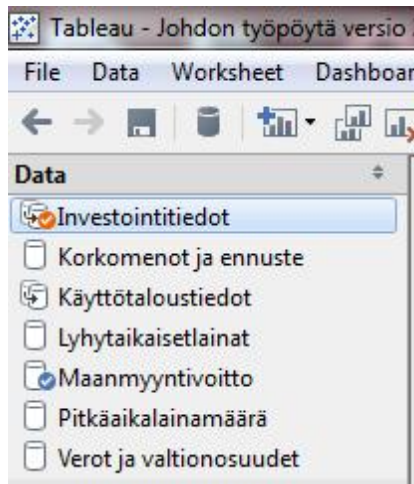 Tableau - Johdon työpöytä versio
File Data Worksheet Dashboar
Data
Investointitiedot
Korkomenot ja ennuste
Käyttötaloustiedot
Lyhytaikaisetlainat
Maanmyyntivoitto
Pitkäaikalainamäärä
Verot ja valtionosuudet